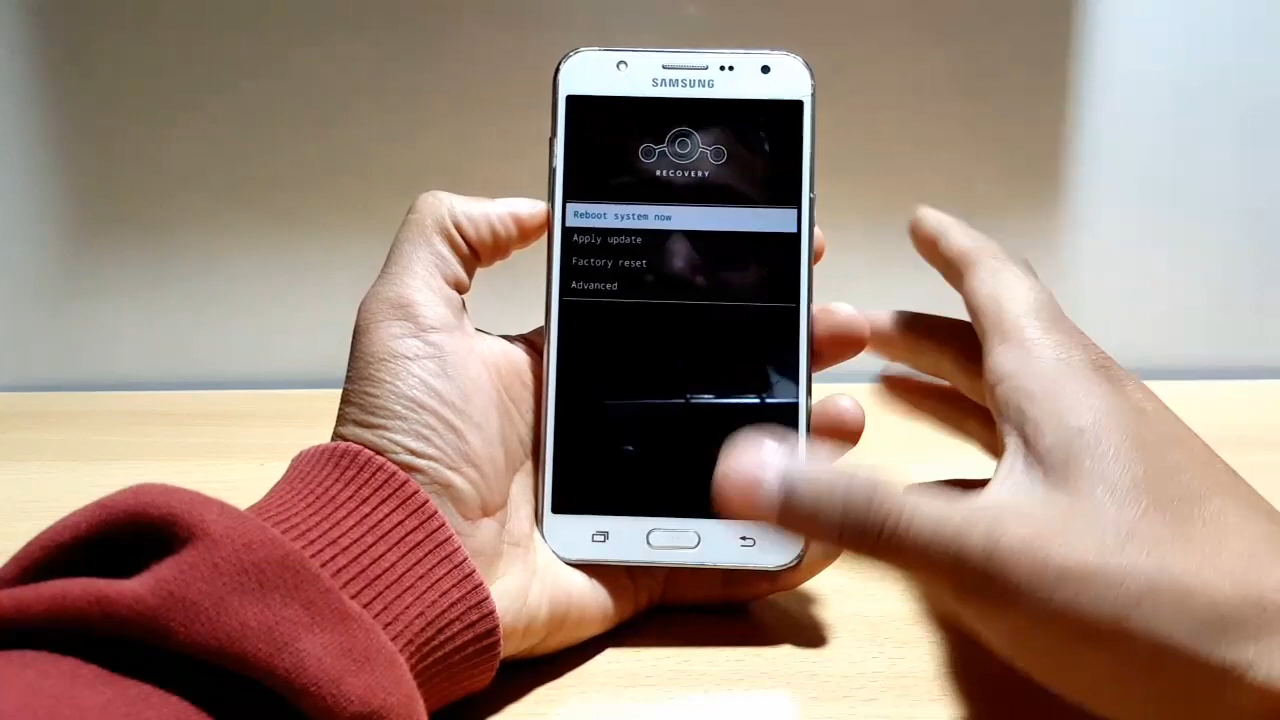 SAMSUNG
RECOVERY
Reboot system now
Apply update
Factory reset
Advanced